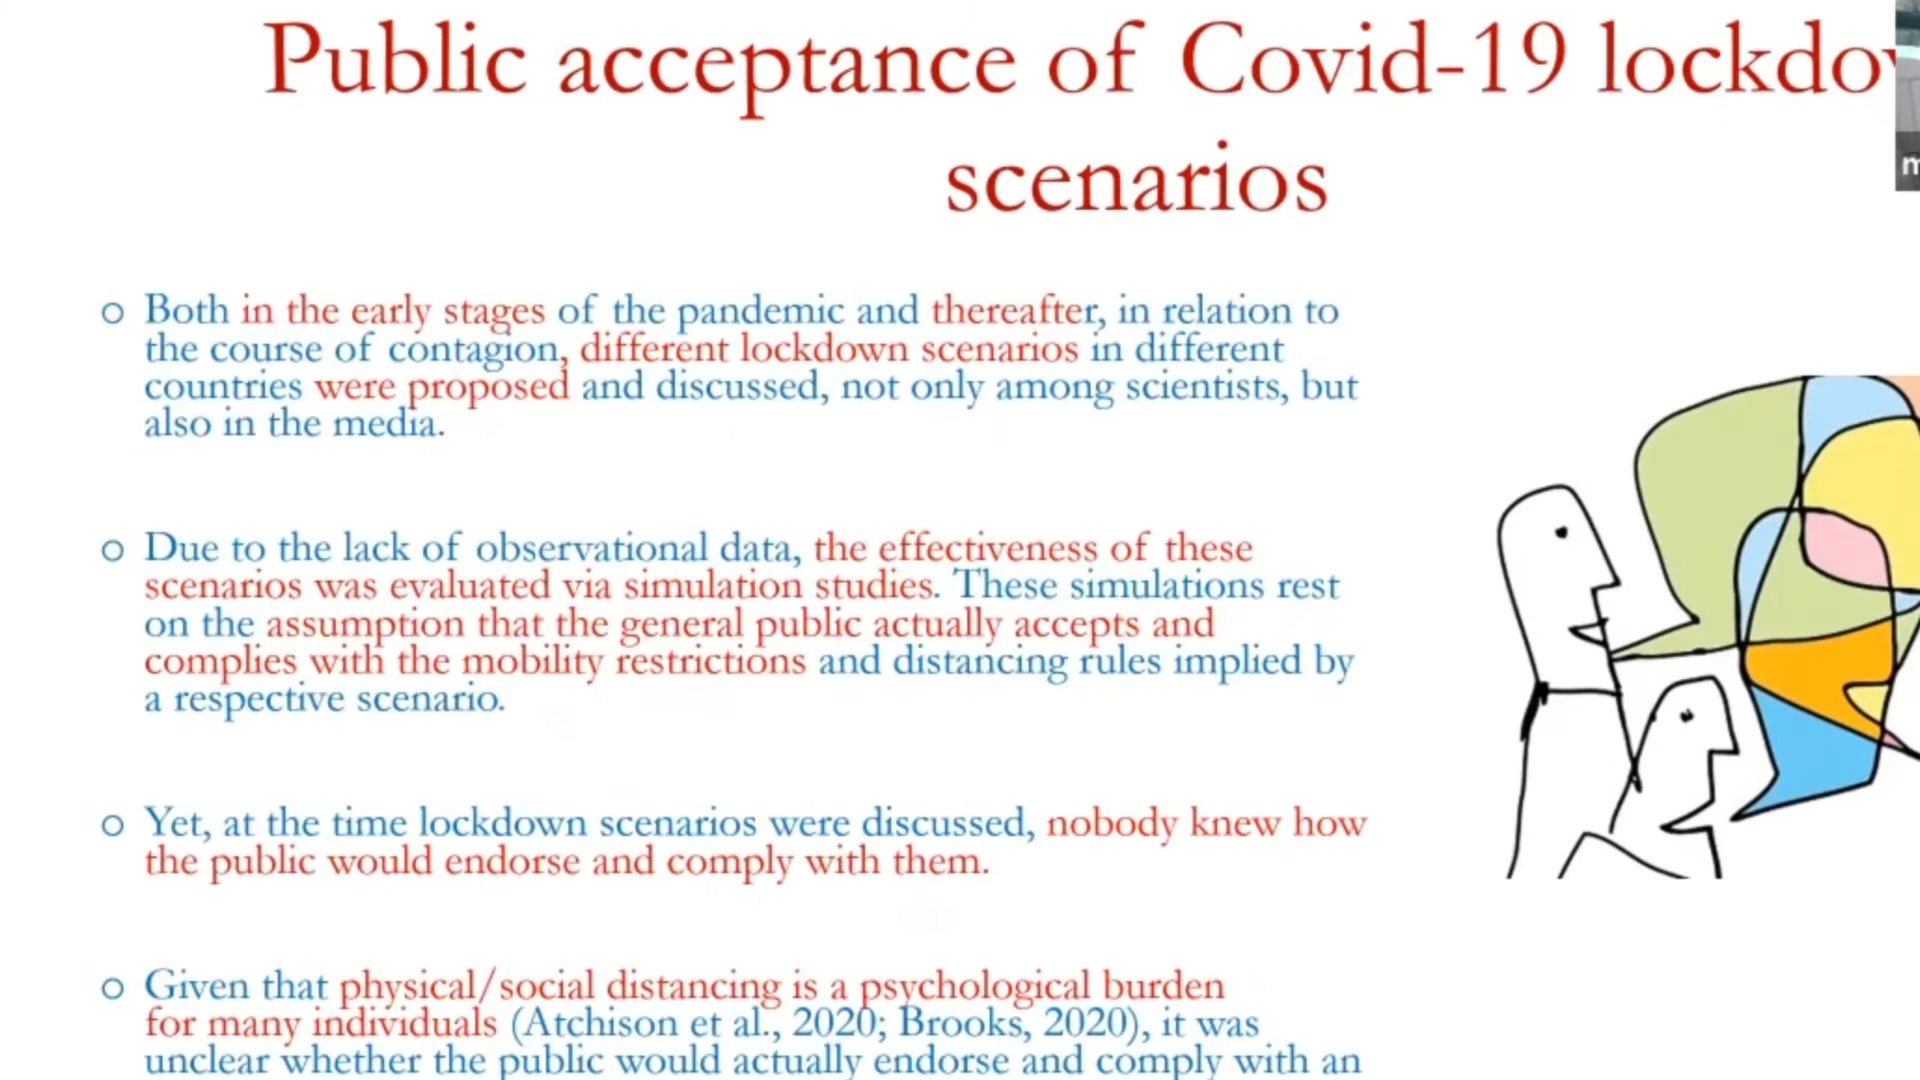 Public acceptance of Covid-19
scenarios
Both in the early stages of the pandemic and thereafter, in relation to
the course of contagion, different lockdown scenarios in different
countries were proposed and discussed, not only among scientists, but
also in the media.
Due to the lack of observational data, the effectiveness of these
scenarios was evaluated via simulation studies. These simulations rest
on the assumption that the general public actually accepts and
complies with the mobility restrictions and distancing rules implied by
a respective scenario.
Yet, at the time lockdown scenarios were discussed, nobody knew how
the public would endorse and comply with them.
Given that physical/social distancing is a psychological burden
for many individuals (Atchison et al., 2020; Brooks, 2020), it was
unclear whether the public would actually endorse and comply with an